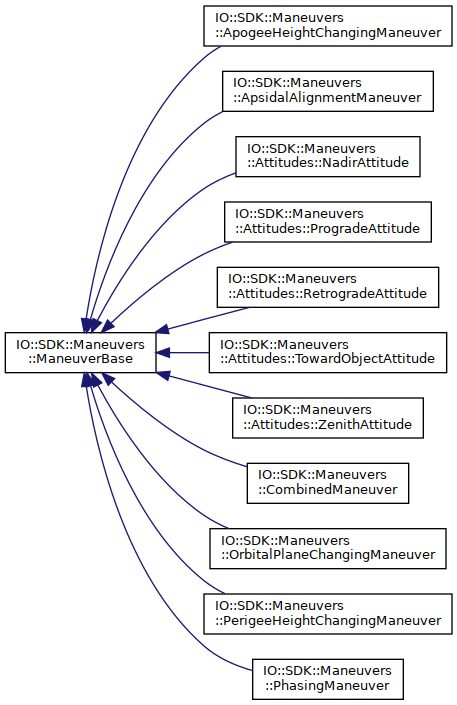 IO::SDK::Maneuvers
::ApogeeHeightChangingManeuver
IO::SDK::Maneuvers
::ApsidalAlignmentManeuver
IO::SDK::Maneuvers
::Attitudes::NadirAttitude
IO::SDK::Maneuvers
::Attitudes::ProgradeAttitude
IO::SDK::Maneuvers
::Attitudes::RetrogradeAttitude
IO::SDK::Maneuvers
::ManeuverBase
IO::SDK::Maneuvers
::Attitudes::TowardObjectAttitude
IO::SDK::Maneuvers
::Attitudes::ZenithAttitude
IO::SDK::Maneuvers
::CombinedManeuver
IO::SDK::Maneuvers
::OrbitalPlaneChangingManeuver
IO::SDK::Maneuvers
::PerigeeHeightChangingManeuver
IO::SDK::Maneuvers
::PhasingManeuver